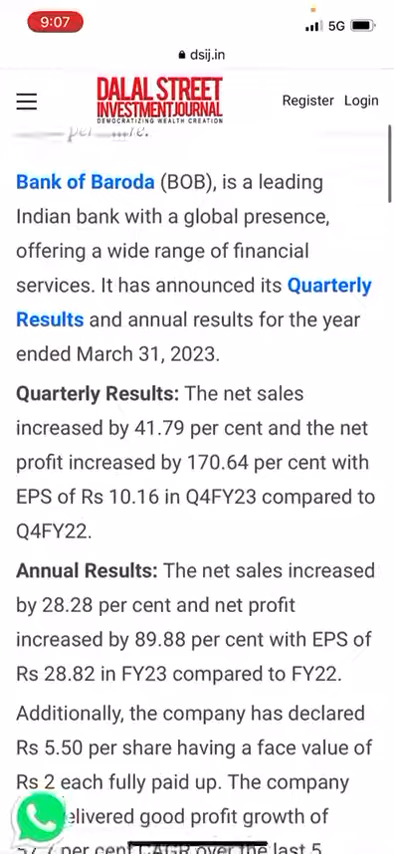 9:07
5G
dsij.in
DALAL STREET
INVESTMENT JOURNAL
DEMOCRATIZING WEALTH CREATION
Register Login
Bank of Baroda (BOB), is a leading
Indian bank with a global presence,
offering a wide range of financial
services. It has announced its Quarterly
Results and annual results for the year
ended March 31, 2023.
Quarterly Results: The net sales
increased by 41.79 per cent and the net
profit increased by 170.64 per cent with
EPS of Rs 10.16 in Q4FY23 compared to
Q4FY22.
Annual Results: The net sales increased
by 28.28 per cent and net profit
increased by 89.88 per cent with EPS of
Rs 28.82 in FY23 compared to FY22.
Additionally, the company has declared
Rs 5.50 per share having a face value of
Rs 2 each fully paid up. The company
delivered good profit growth of
per cent CAGR over the last 5